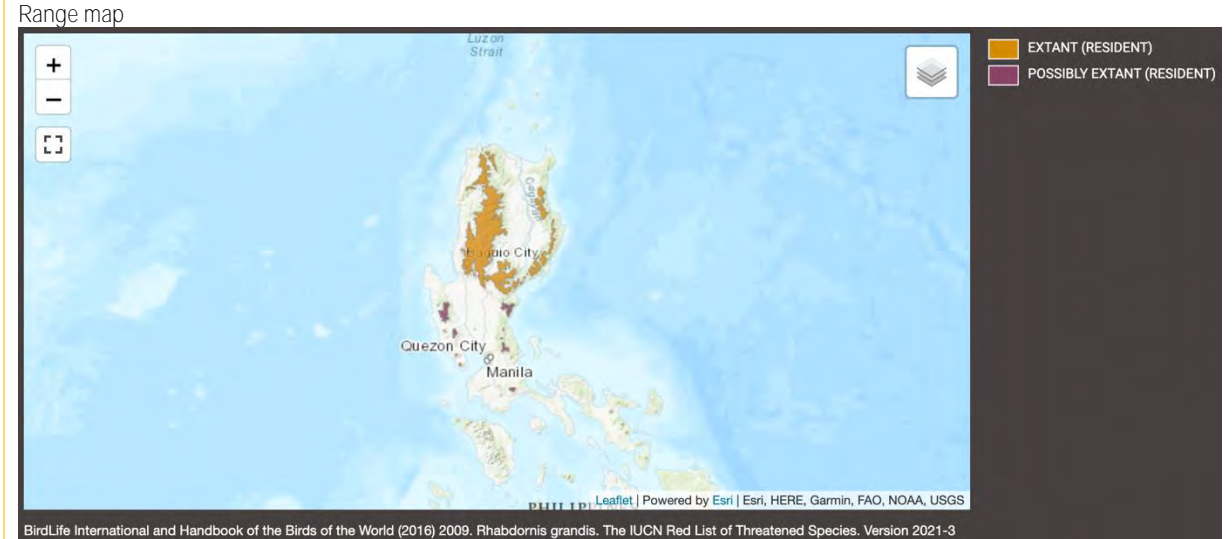 Range map
+
−
Luzon
Strait
EXTANT (RESIDENT)
POSSIBLY EXTANT (RESIDENT)
Cagayan
Baguio City
Quezon City
Manila
Leaflet | Powered by Esri | Esri, HERE, Garmin, FAO, NOAA, USGS
BirdLife International and Handbook of the Birds of the World (2016) 2009. Rhabdornis grandis. The IUCN Red List of Threatened Species. Version 2021-3